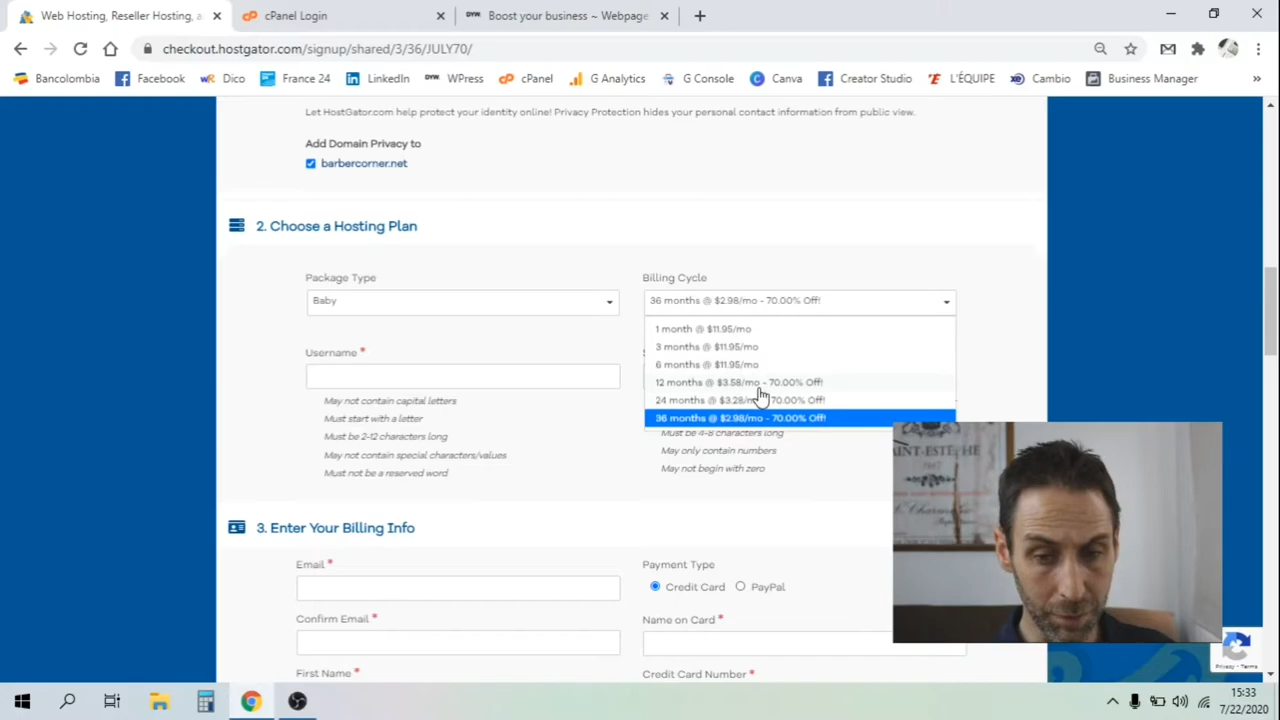 Web Hosting, Reseller Hosting, a
cPanel Login
DYW. Boost your business ~ Webpage
checkout.hostgator.com/signup/shared/3/36/JULY70/
Bancolombia
Facebook
Dico
France 24
LinkedIn
WPress
cPanel
G Analytics
G Console
Canva
Creator Studio
L'ÉQUIPE
Cambio
Business Manager
Let HostGator.com help protect your identity online! Privacy Protection hides your personal contact information from public view.
Add Domain Privacy to
barbercorner.net
2. Choose a Hosting Plan
Package Type
Baby
Billing Cycle
36 months @ $2.98/mo - 70.00% Off!
1 month @ $11.95/mo
3 months @ $11.95/mo
6 months @ $11.95/mo
12 months @ $3.58/mo - 70.00% Off!
24 months @ $3.28/m 70.00% Off!
36 months @ $2.98/mo - 70.00% Off!
Username *
May not contain capital letters
Must start with a letter
Must be 2-12 characters long
May not contain special characters/values
Must not be a reserved word
Must be 4-8 characters long
May only contain numbers
May not begin with zero
3. Enter Your Billing Info
Email *
Confirm Email *
First Name *
Payment Type
Credit Card
PayPal
Name on Card *
Credit Card Number *
Privacy - Terms
15:33
7/22/2020